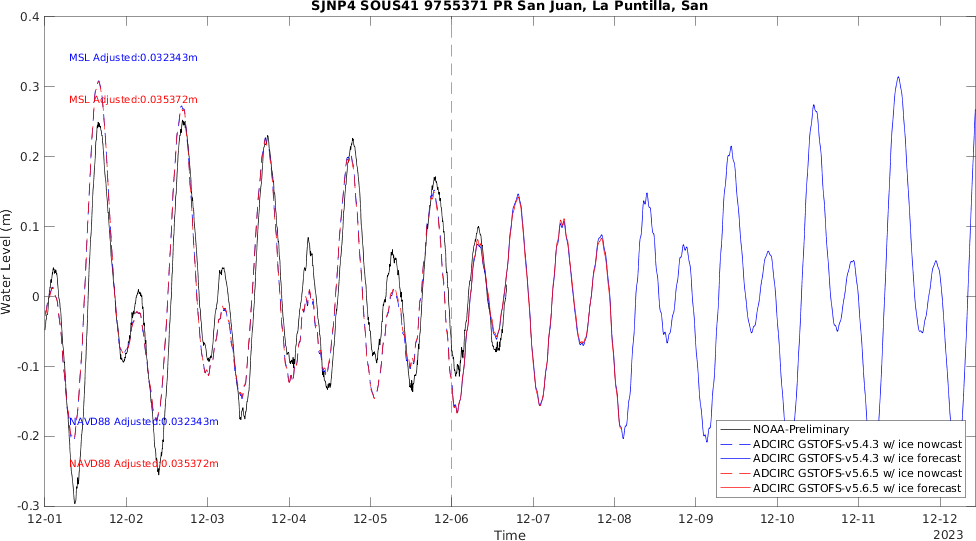 SJNP4 SOUS41 9755371 PR San Juan, La Puntilla, San
0.4
0.3
0.2
0.1
0
-0.1
-0.2
-0.3
Water Level (m)
MSL Adjusted:0.032343m
MSL Adjusted:0.035372m
NAVD88 Adjusted:0.032343m
NAVD88 Adjusted:0.035372m
NOAA-Preliminary
ADCIRC GSTOFS-v5.4.3 w/ ice nowcast
ADCIRC GSTOFS-v5.4.3 w/ ice forecast
ADCIRC GSTOFS-v5.6.5 w/ ice nowcast
ADCIRC GSTOFS-v5.6.5 w/ ice forecast
12-01 12-02 12-03 12-04 12-05 12-06 12-07 12-08 12-09 12-10 12-11 12-12
Time
2023